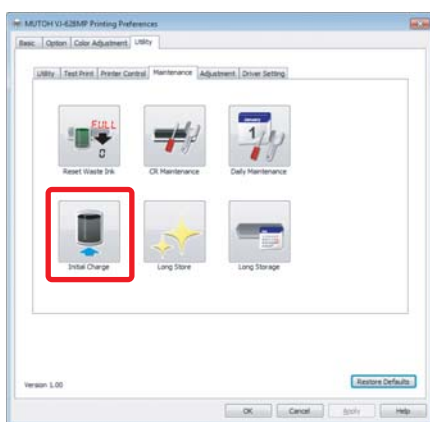 MUTOH VJ-628MP Printing Preferences
Basic Option Color Adjustment Utility
Utility Test Print Printer Control Maintenance Adjustment Driver Setting
FULL
0
1
Reset Waste Ink CR Maintenance Daily Maintenance
Initial Charge Long Store Long Storage
Version 1.00
Restore Defaults
OK Cancel Apply Help